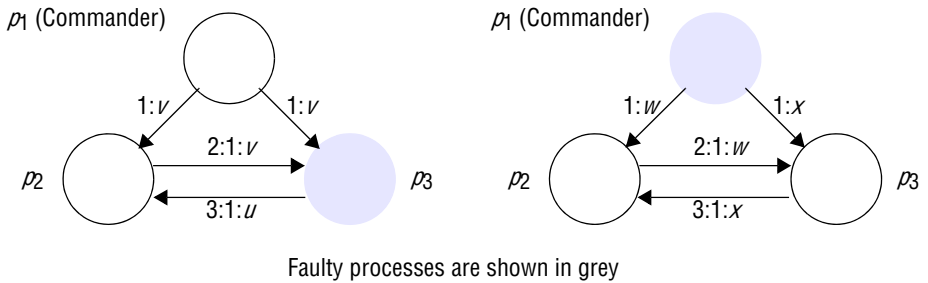 p1 (Commander)
p1 (Commander)
1:v
1:v
1:w
1:x
2:1:v
2:1:w
p2
p3
p2
p3
3:1:u
3:1:x
Faulty processes are shown in grey